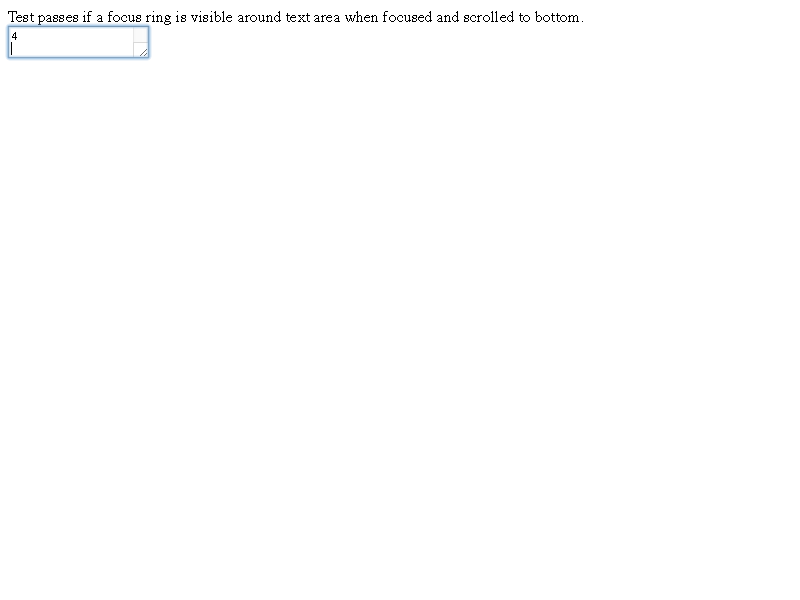 Test passes if a focus ring is visible around text area when focused and scrolled to bottom.
4